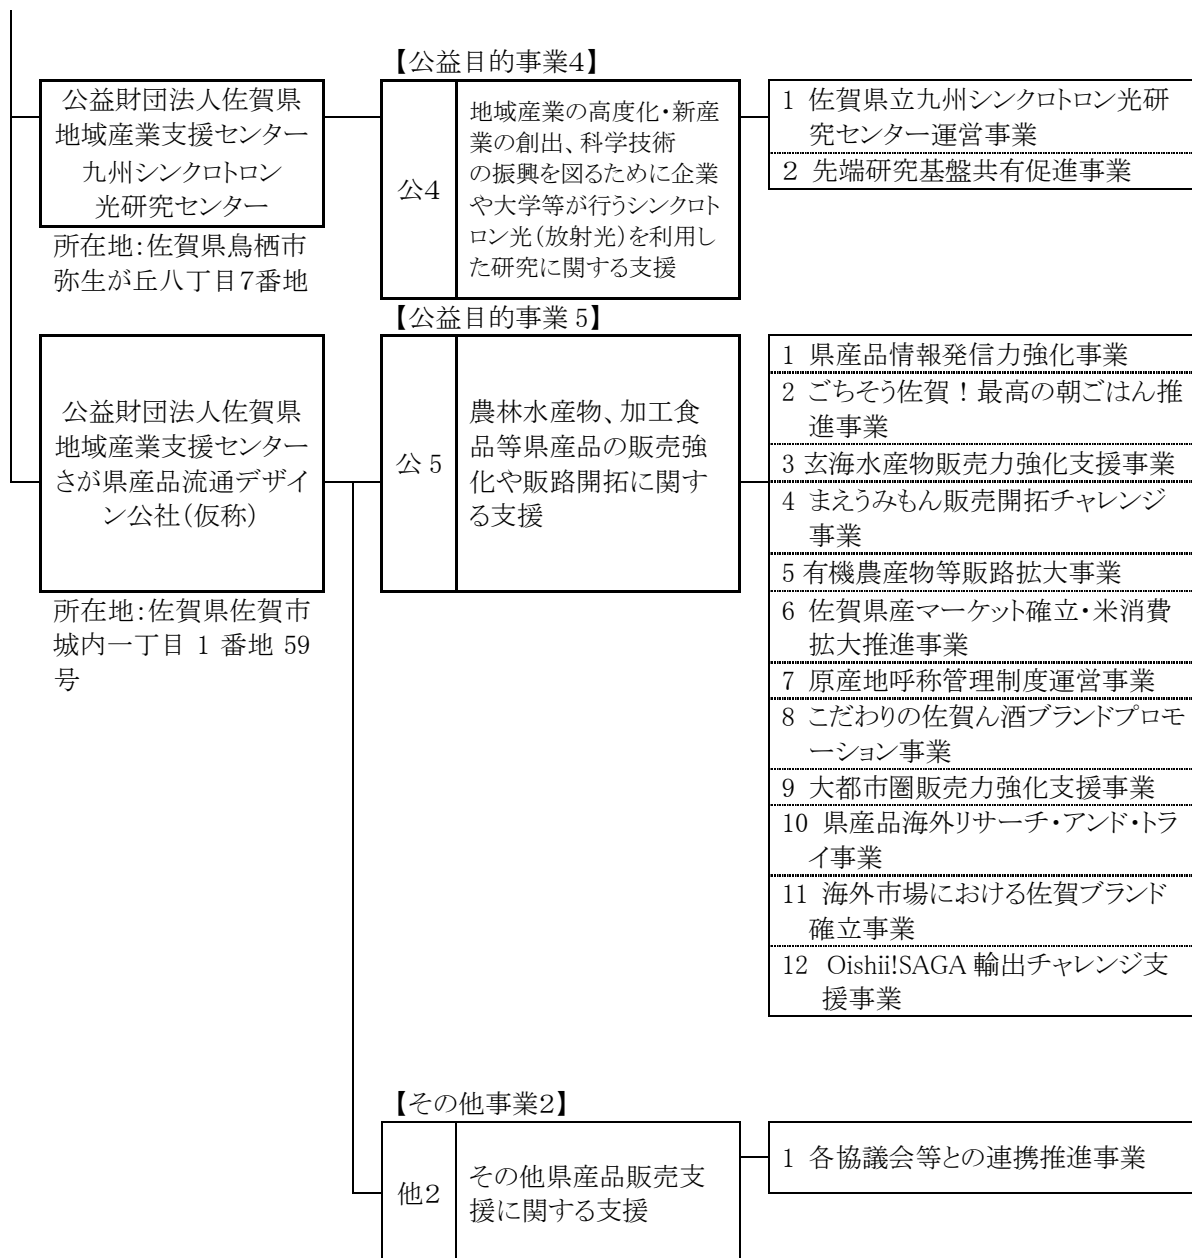 【公益目的事業4】
公益財団法人佐賀県
地域産業支援センター
九州シンクロトロン
光研究センター
所在地:佐賀県鳥栖市
弥生が丘八丁目7番地
公4
地域産業の高度化・新産
業の創出、科学技術
の振興を図るために企業
や大学等が行うシンクロト
ロン光(放射光)を利用し
た研究に関する支援
1 佐賀県立九州シンクロトロン光研
究センター運営事業
2 先端研究基盤共有促進事業
【公益目的事業 5】
公益財団法人佐賀県
地域産業支援センター
さが県産品流通デザイ
ン公社(仮称)
所在地:佐賀県佐賀市
城内一丁目 1 番地 59
号
公 5
農林水産物、加工食
品等県産品の販売強
化や販路開拓に関す
る支援
1 県産品情報発信力強化事業
2 ごちそう佐賀!最高の朝ごはん推
進事業
3 玄海水産物販売力強化支援事業
4 まえうみもん販売開拓チャレンジ
事業
5 有機農産物等販路拡大事業
6 佐賀県産マーケット確立・米消費
拡大推進事業
7 原産地呼称管理制度運営事業
8 こだわりの佐賀ん酒ブランドプロモ
ーション事業
9 大都市圏販売力強化支援事業
10 県産品海外リサーチ・アンド・トラ
イ事業
11 海外市場における佐賀ブランド
確立事業
12 Oishii!SAGA 輸出チャレンジ支
援事業
【その他事業2】
他2
その他県産品販売支
援に関する支援
1 各協議会等との連携推進事業